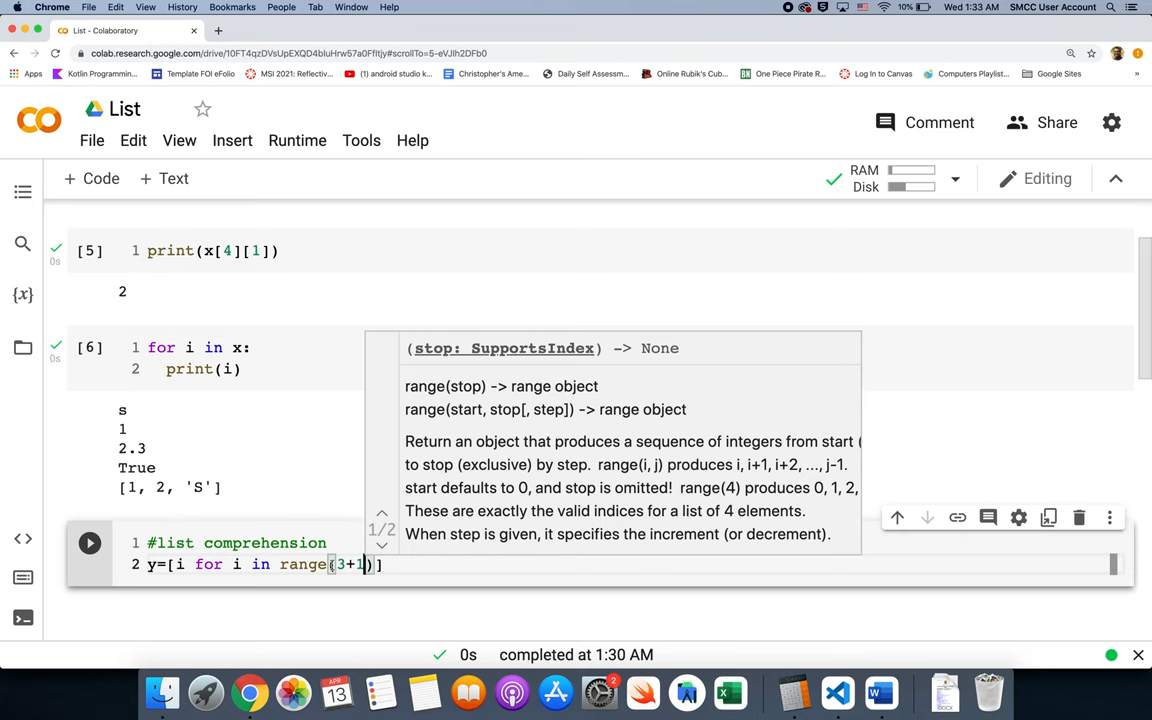 Chrome File Edit View History Bookmarks People Tab Window Help 10% Wed 1:33 AM SMCC User Account
List - Colaboratory
colab.research.google.com/drive/10FT4qzDVsUpEXQD4bluHrw57a0Ffltjy#scrollTo=5-eVJlh2DFb0
Apps Kotlin Programmin... Template FOI eFolio MSI 2021: Reflectiv... (1) android studio k... Christopher's Ame... Daily Self Assessm... Online Rubik's Cub... One Piece Pirate R... Log In to Canvas Computers Playlist... Google Sites »
CO List
Comment Share
File Edit View Insert Runtime Tools Help
+ Code + Text RAM Disk Editing
[5] 1 print(x[4][1])
0s
2
[6] 1 for i in x:
0s 2 print(i)
s
1
2.3
True
[1, 2, 'S']
(stop: SupportsIndex) -> None
range(stop) -> range object
range(start, stop[, step]) -> range object
Return an object that produces a sequence of integers from start (
to stop (exclusive) by step. range(i, j) produces i, i+1, i+2, ..., j-1.
start defaults to 0, and stop is omitted! range(4) produces 0, 1, 2,
These are exactly the valid indices for a list of 4 elements.
When step is given, it specifies the increment (or decrement).
1/2
1 #list comprehension
2 y=[i for i in range(3+1)]
{x}
0s completed at 1:30 AM
APR
13
2
W
DOCX